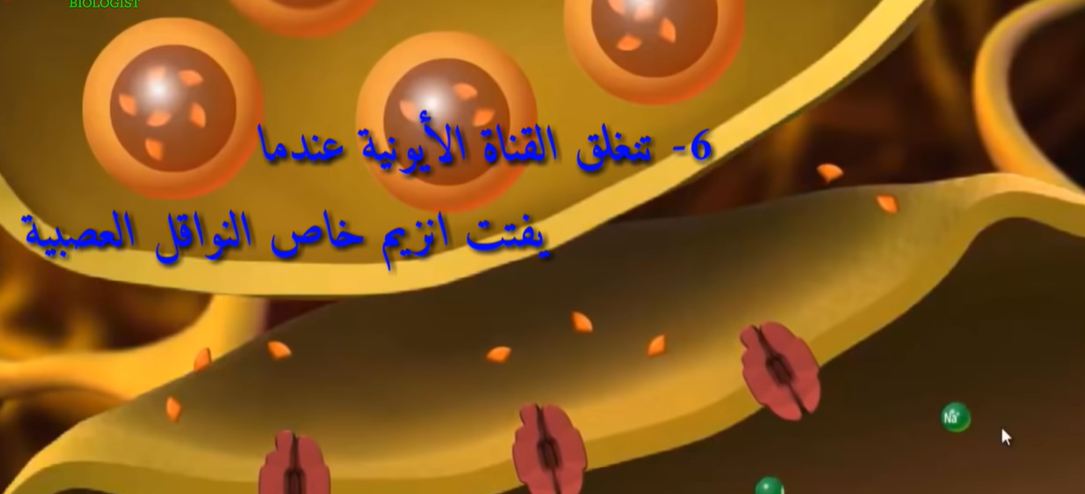 BIOLOGIST
6- تنغلق القناة الأيونية عندما
يفتت انزيم خاص النواقل العصبية
Na⁺